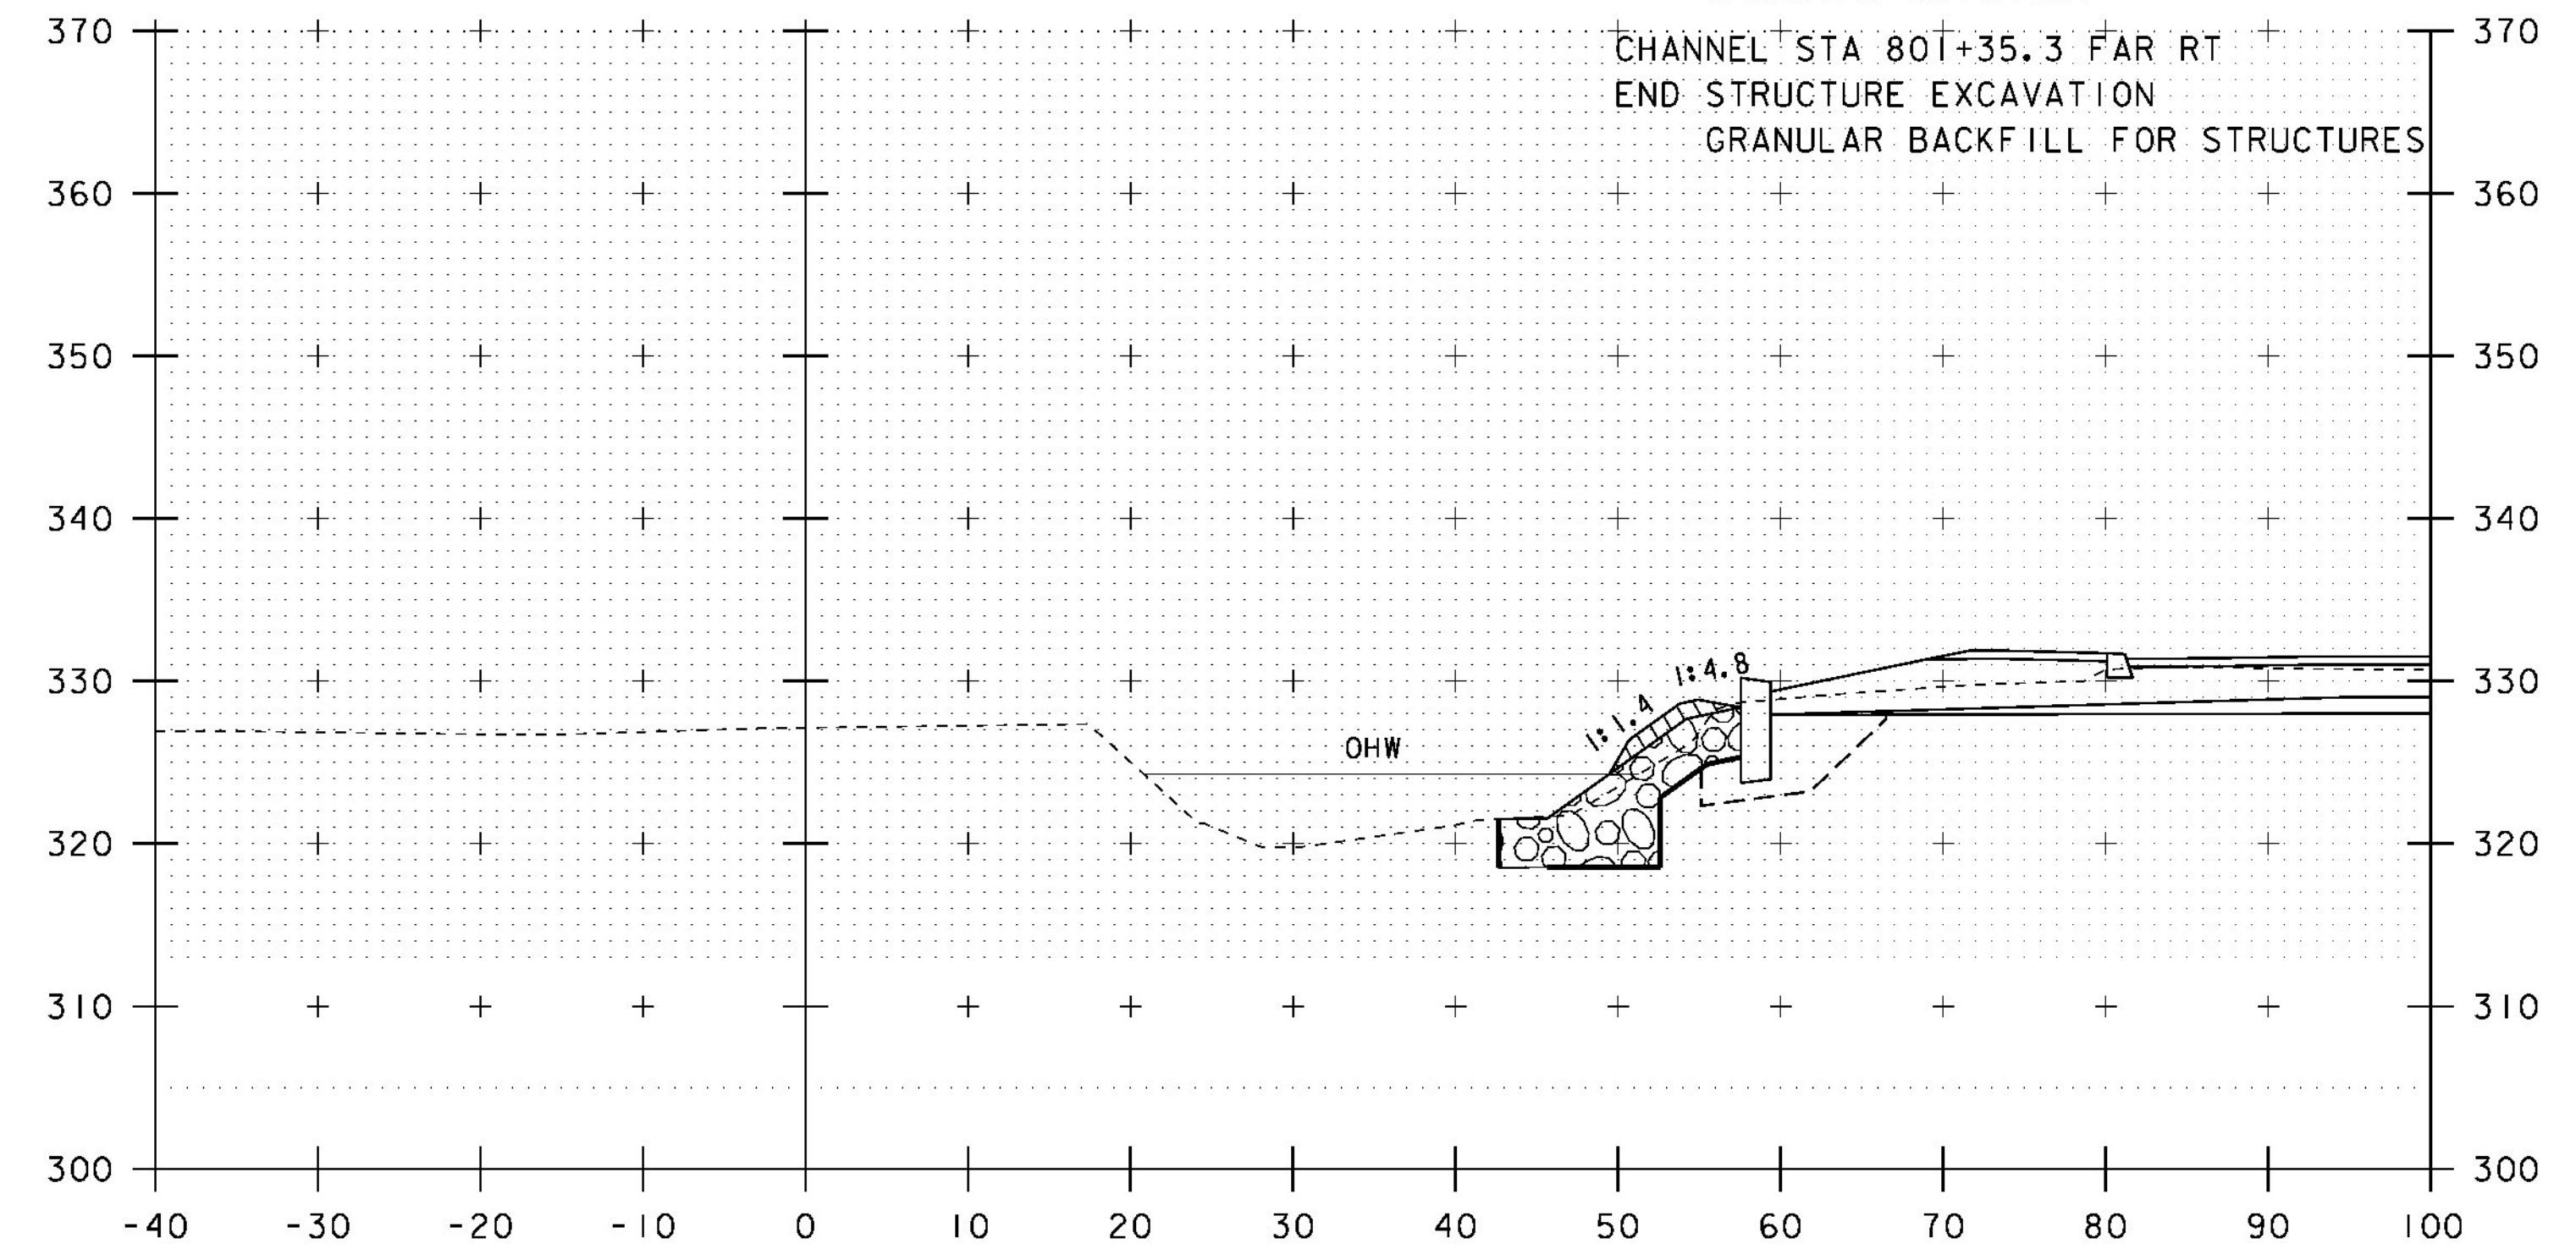 370 370
CHANNEL STA 801+35.3 FAR RT
END STRUCTURE EXCAVATION
GRANULAR BACKFILL FOR STRUCTURES
360 360
350 350
340 340
330 330
1:4.8
1:1.4
OHW
320 320
310 310
300 300
-40 -30 -20 -10 0 10 20 30 40 50 60 70 80 90 100